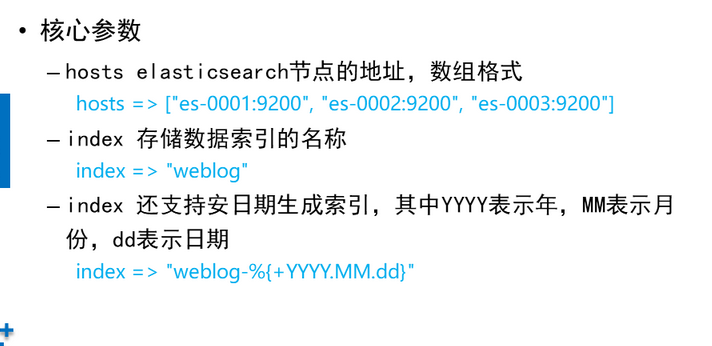 • 核心参数
– hosts elasticsearch节点的地址，数组格式
hosts => ["es-0001:9200", "es-0002:9200", "es-0003:9200"]
– index 存储数据索引的名称
index => "weblog"
– index 还支持安日期生成索引，其中YYYY表示年，MM表示月
份，dd表示日期
index => "weblog-%{+YYYY.MM.dd}"